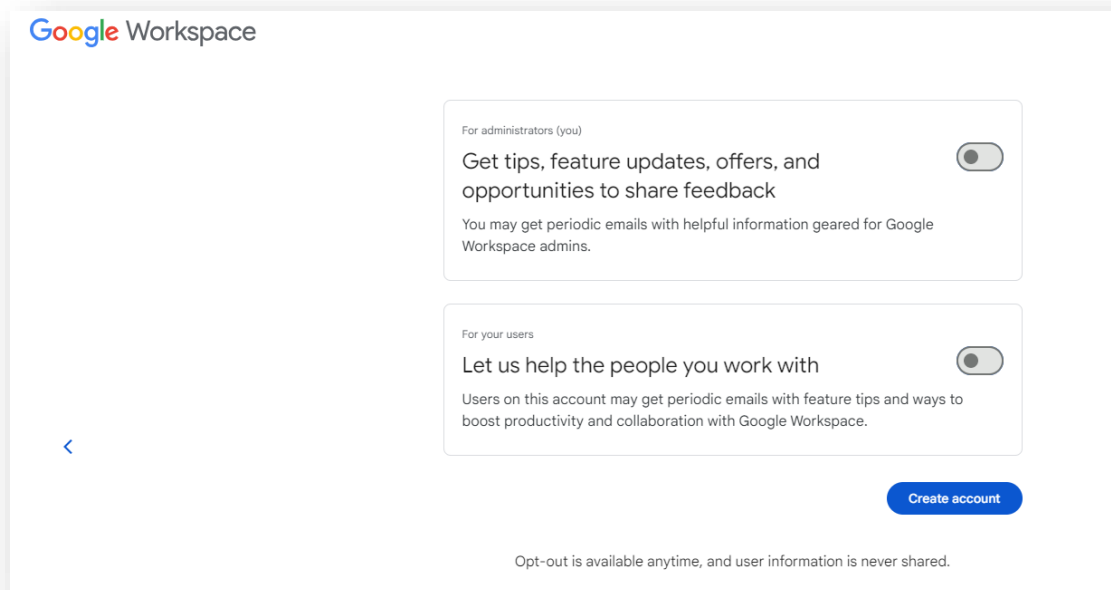 Google Workspace
For administrators (you)
Get tips, feature updates, offers, and
opportunities to share feedback
You may get periodic emails with helpful information geared for Google
Workspace admins.
For your users
Let us help the people you work with
Users on this account may get periodic emails with feature tips and ways to
boost productivity and collaboration with Google Workspace.
Create account
Opt-out is available anytime, and user information is never shared.